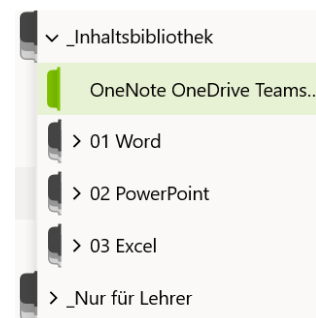 _Inhaltsbibliothek
OneNote OneDrive Teams..
01 Word
02 PowerPoint
03 Excel
_Nur für Lehrer